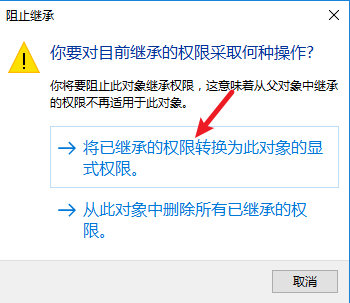 阻止继承
你要对目前继承的权限采取何种操作?
你将要阻止此对象继承权限，这意味着从父对象中继承
的权限不再适用于此对象。
将已继承的权限转换为此对象的显
式权限。
从此对象中删除所有已继承的权
限。
取消